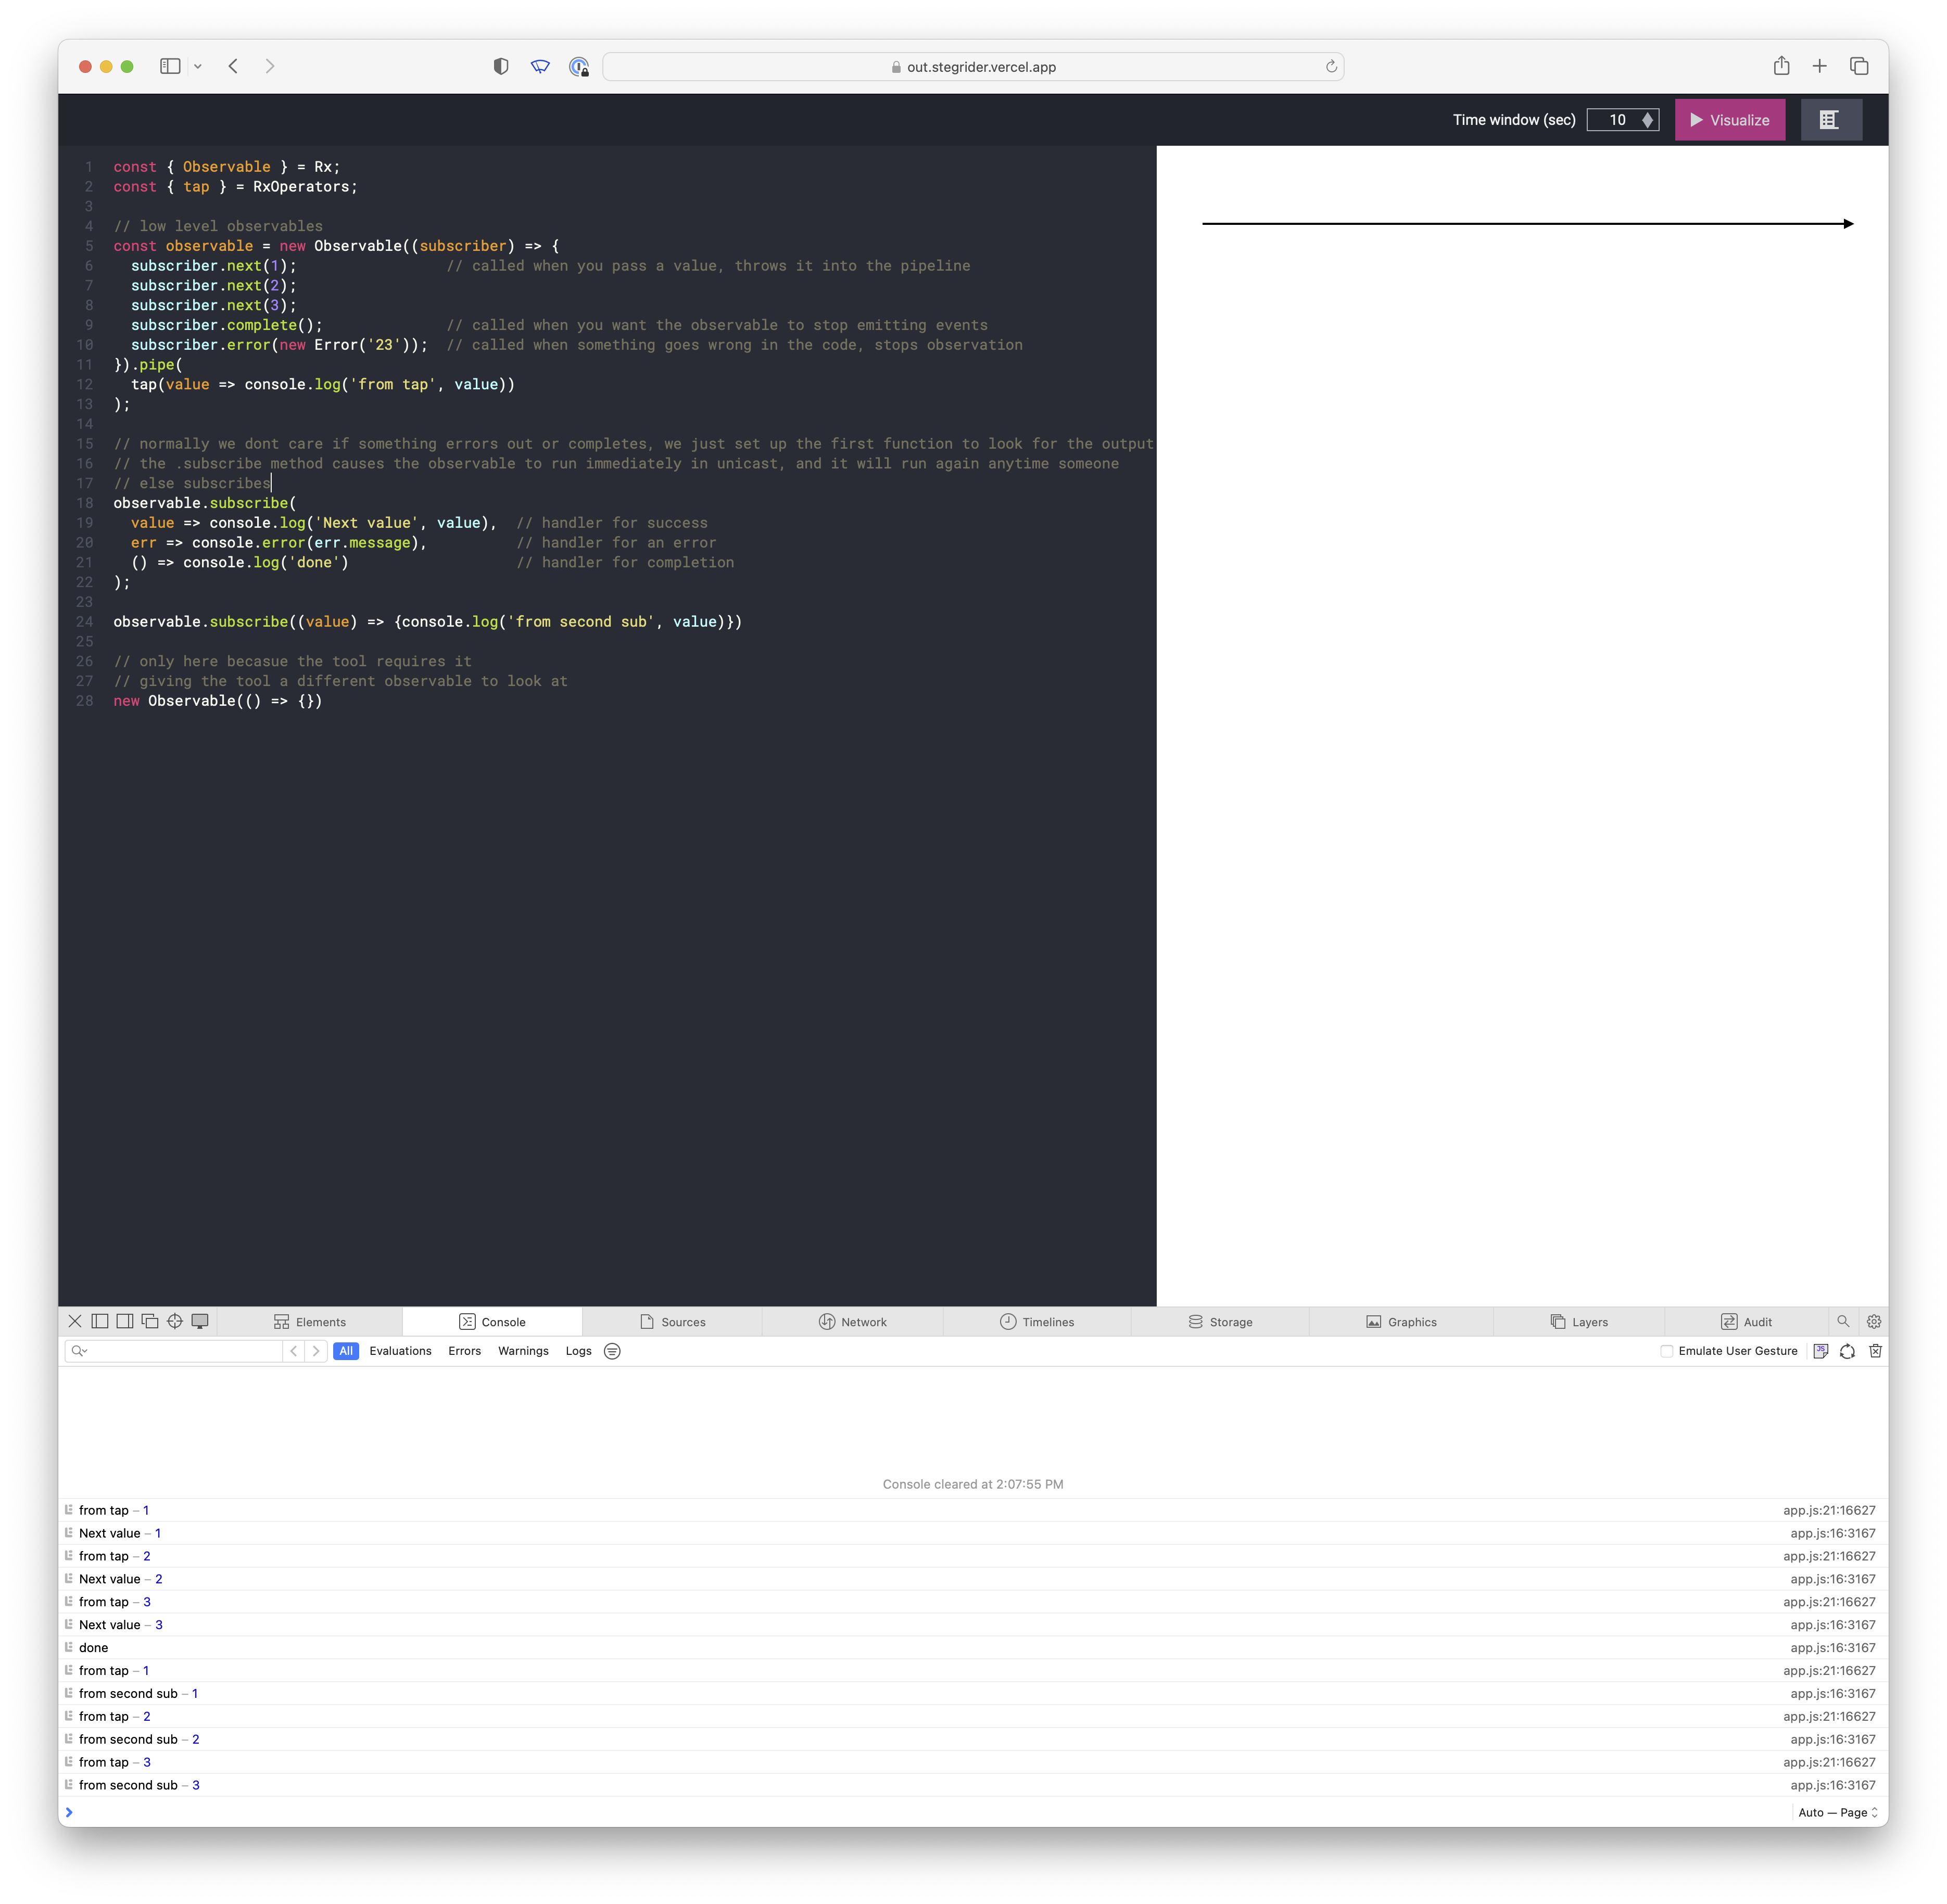 out.stegrider.vercel.app
Time window (sec) 10 Visualize
1 const { Observable } = Rx;
2 const { tap } = RxOperators;
3
4 // low level observables
5 const observable = new Observable((subscriber) => {
6 subscriber.next(1); // called when you pass a value, throws it into the pipeline
7 subscriber.next(2);
8 subscriber.next(3);
9 subscriber.complete(); // called when you want the observable to stop emitting events
10 subscriber.error(new Error('23')); // called when something goes wrong in the code, stops observation
11 }).pipe(
12 tap(value => console.log('from tap', value))
13 );
14
15 // normally we dont care if something errors out or completes, we just set up the first function to look for the output
16 // the .subscribe method causes the observable to run immediately in unicast, and it will run again anytime someone
17 // else subscribes
18 observable.subscribe(
19 value => console.log('Next value', value), // handler for success
20 err => console.error(err.message), // handler for an error
21 () => console.log('done') // handler for completion
22 );
23
24 observable.subscribe((value) => {console.log('from second sub', value)})
25
26 // only here becasue the tool requires it
27 // giving the tool a different observable to look at
28 new Observable(() => {})
Elements Console Sources Network Timelines Storage Graphics Layers Audit
All Evaluations Errors Warnings Logs Emulate User Gesture JS
Console cleared at 2:07:55 PM
from tap – 1 app.js:21:16627
Next value – 1 app.js:16:3167
from tap – 2 app.js:21:16627
Next value – 2 app.js:16:3167
from tap – 3 app.js:21:16627
Next value – 3 app.js:16:3167
done app.js:16:3167
from tap – 1 app.js:21:16627
from second sub – 1 app.js:16:3167
from tap – 2 app.js:21:16627
from second sub – 2 app.js:16:3167
from tap – 3 app.js:21:16627
from second sub – 3 app.js:16:3167
Auto — Page